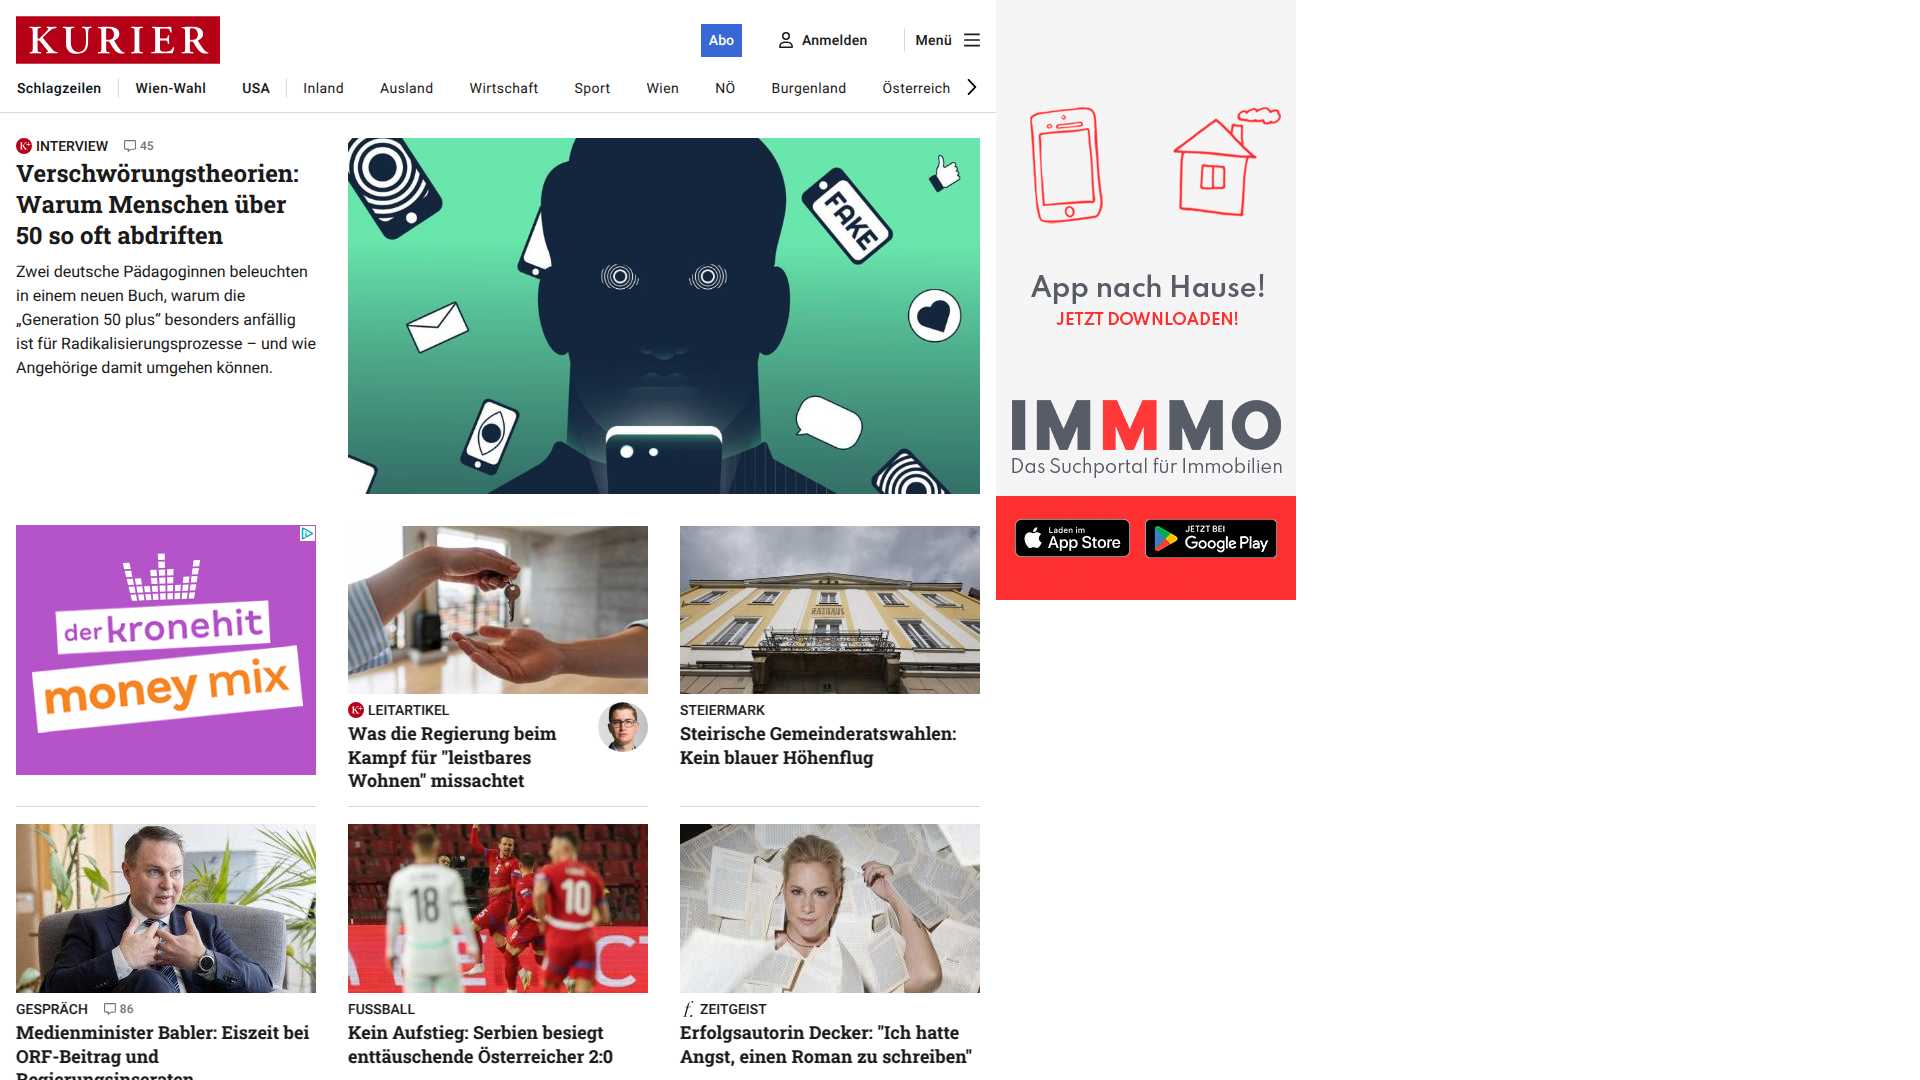 KURIER
Abo
Anmelden
Menü
Schlagzeilen
Wien-Wahl
USA
Inland
Ausland
Wirtschaft
Sport
Wien
NÖ
Burgenland
Österreich
INTERVIEW
45
Verschwörungstheorien:
Warum Menschen über
50 so oft abdriften
Zwei deutsche Pädagoginnen beleuchten
in einem neuen Buch, warum die
„Generation 50 plus“ besonders anfällig
ist für Radikalisierungsprozesse – und wie
Angehörige damit umgehen können.
FAKE
App nach Hause!
JETZT DOWNLOADEN!
IMMMO
Das Suchportal für Immobilien
Laden im
App Store
JETZT BEI
Google Play
der kronehit
money mix
K+ LEITARTIKEL
Was die Regierung beim
Kampf für "leistbares
Wohnen" missachtet
RATHAUS
STEIERMARK
Steirische Gemeinderatswahlen:
Kein blauer Höhenflug
GESPRÄCH
86
Medienminister Babler: Eiszeit bei
ORF-Beitrag und
Regierungsinseraten
18
10
FUSSBALL
Kein Aufstieg: Serbien besiegt
enttäuschende Österreicher 2:0
f. ZEITGEIST
Erfolgsautorin Decker: "Ich hatte
Angst, einen Roman zu schreiben"